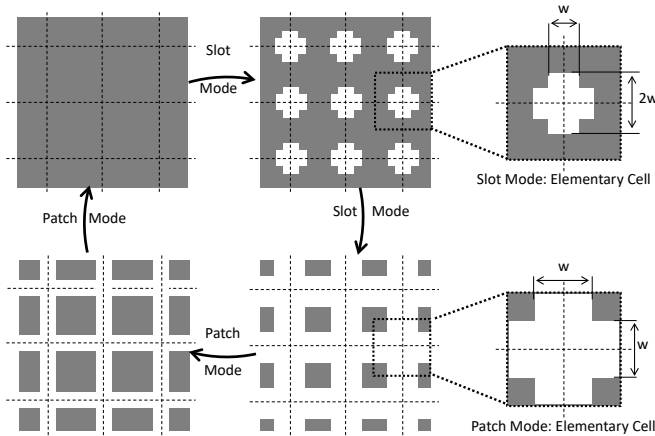 Slot
Mode
w
2w
Slot Mode: Elementary Cell
Patch Mode
Slot Mode
Patch
Mode
w
w
Patch Mode: Elementary Cell